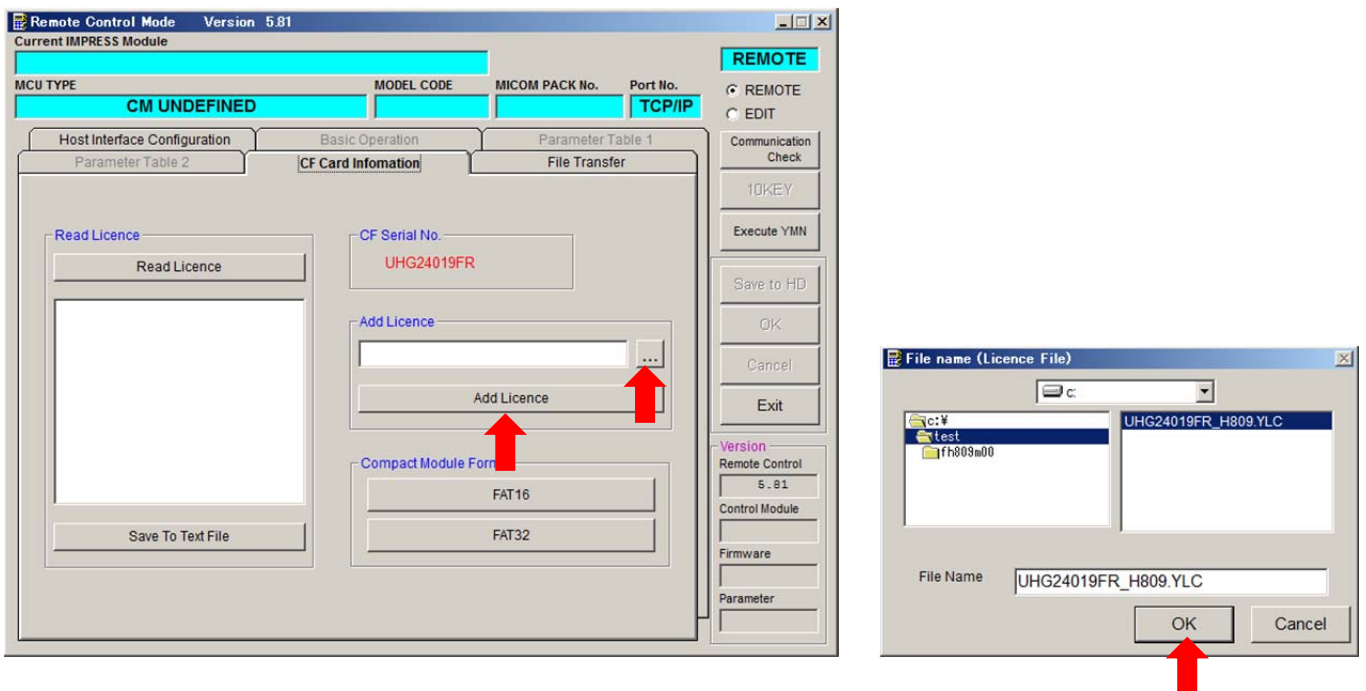 Remote Control Mode Version 5.81
Current IMPRESS Module
REMOTE
MCU TYPE MODEL CODE MICOM PACK No. Port No.
CM UNDEFINED TCP/IP
REMOTE
EDIT
Host Interface Configuration Basic Operation Parameter Table 1
Parameter Table 2 CF Card Infomation File Transfer
Communication
Check
10KEY
Execute YMN
Save to HD
OK
Cancel
Exit
Read Licence
Read Licence
Save To Text File
CF Serial No.
UHG24019FR
Add Licence
...
Add Licence
Compact Module Form
FAT16
FAT32
Version
Remote Control
5.81
Control Module
Firmware
Parameter
File name (Licence File)
c:
c:¥
test
fh809m00
UHG24019FR_H809.YLC
File Name UHG24019FR_H809.YLC
OK Cancel